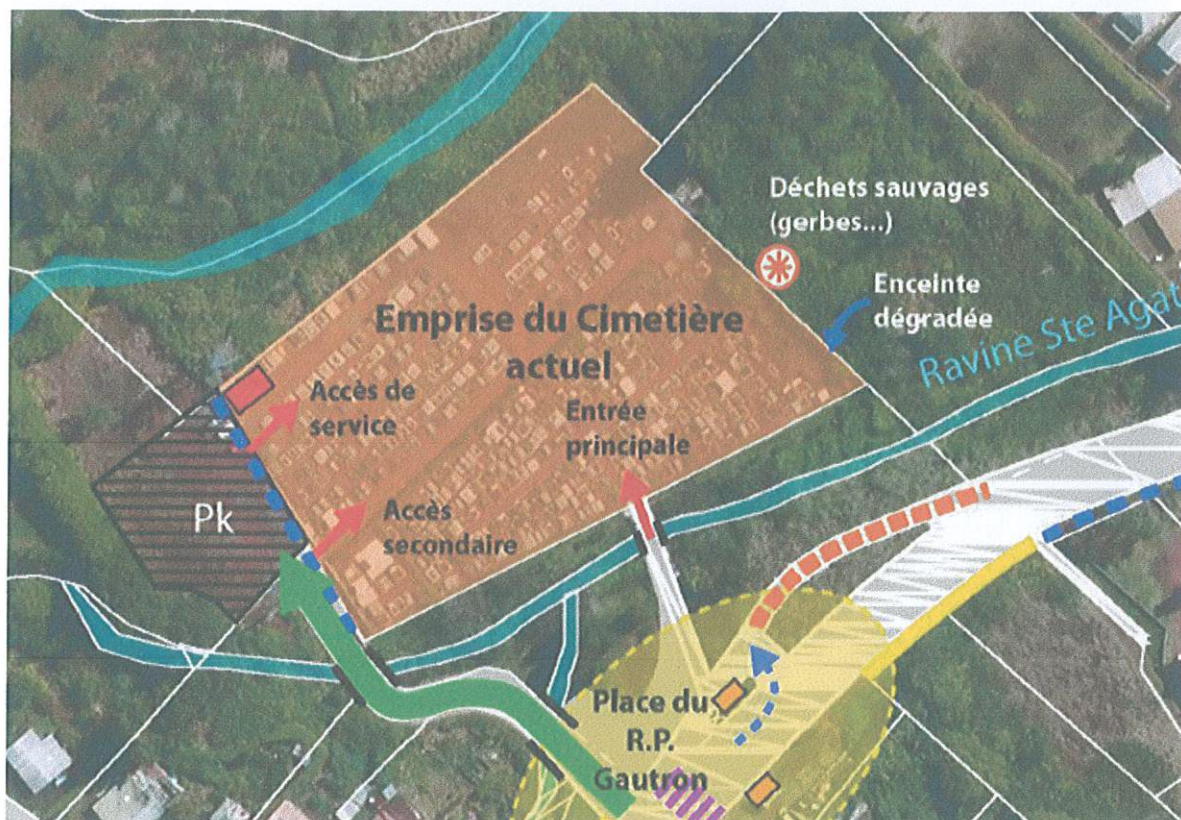 Déchets sauvages
(gerbes...)
Enceinte
dégradée
Ravine Ste Agat
Emprise du Cimetière
actuel
Accès de
service
Entrée
principale
Pk
Accès
secondaire
Place du
R.P.
Gautron